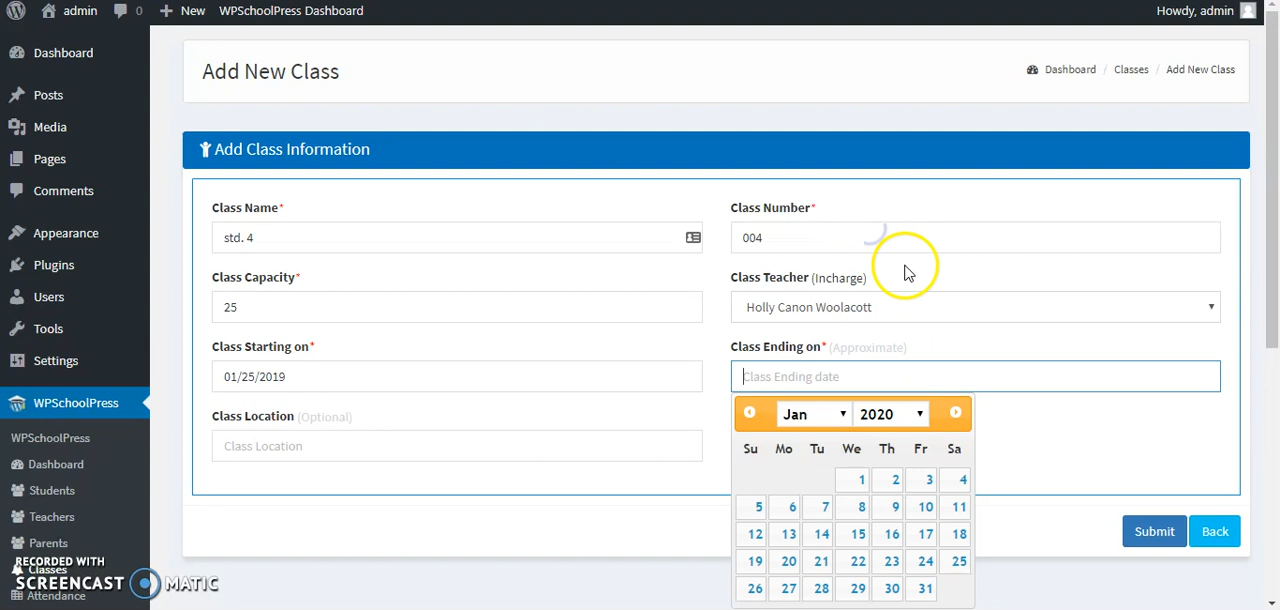 admin 0 New WPSchoolPress Dashboard Howdy, admin
Dashboard
Posts
Media
Pages
Comments
Appearance
Plugins
Users
Tools
Settings
WPSchoolPress
WPSchoolPress
Dashboard
Students
Teachers
Parents
Classes
Attendance
Add New Class
Dashboard / Classes / Add New Class
Add Class Information
Class Name*
std. 4
Class Number*
004
Class Capacity*
25
Class Teacher (Incharge)
Holly Canon Woolacott
Class Starting on*
01/25/2019
Class Ending on* (Approximate)
Class Ending date
Class Location (Optional)
Class Location
Jan 2020
Su Mo Tu We Th Fr Sa
1 2 3 4
5 6 7 8 9 10 11
12 13 14 15 16 17 18
19 20 21 22 23 24 25
26 27 28 29 30 31
Submit Back
RECORDED WITH
SCREENCAST MATIC